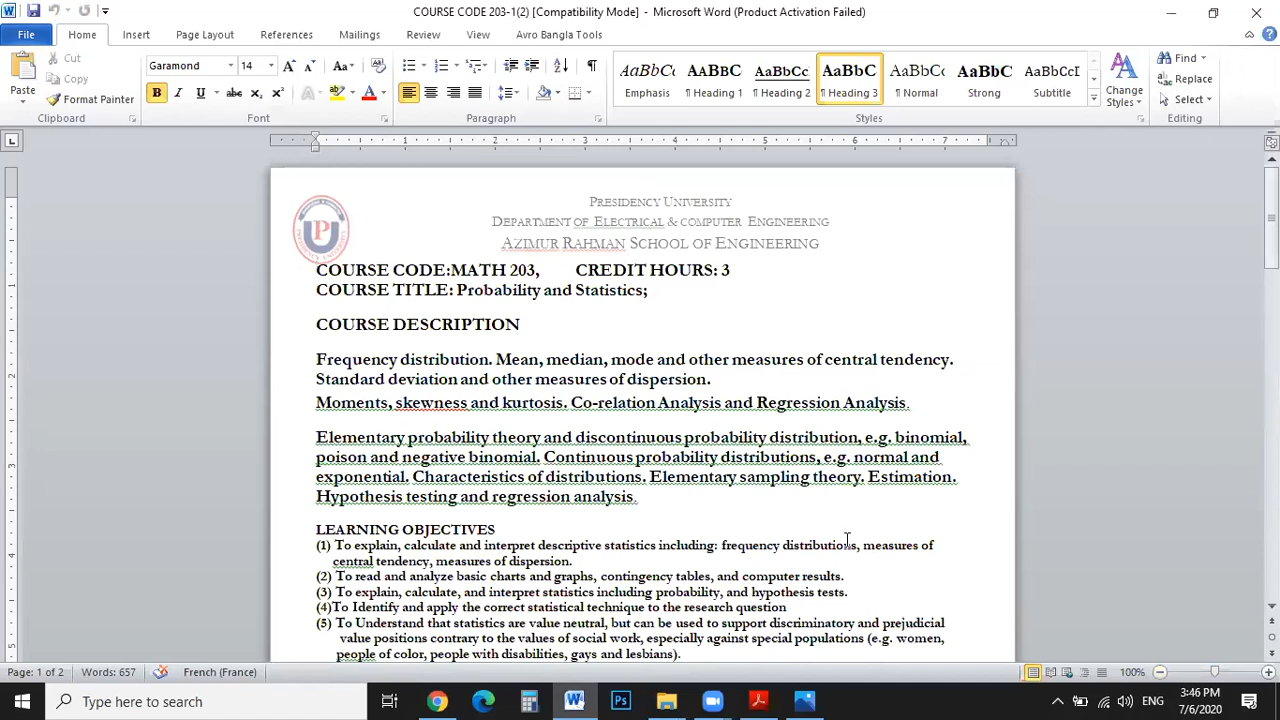 COURSE CODE 203-1(2) [Compatibility Mode] - Microsoft Word (Product Activation Failed)
File Home Insert Page Layout References Mailings Review View Avro Bangla Tools
Paste Cut Copy Format Painter
Clipboard
Garamond 14
B I U abc x₂ x² Aa A A A
Font
Paragraph
AaBbCc Emphasis
AaBbC ¶ Heading 1
AaBbCc ¶ Heading 2
AaBbC ¶ Heading 3
AaBbCc ¶ Normal
AaBbC Strong
AaBbCcI Subtitle
Change Styles
Styles
Find Replace Select
Editing
1 2 3 4 5 6 7
PRESIDENCY UNIVERSITY
DEPARTMENT OF ELECTRICAL & COMPUTER ENGINEERING
AZIMUR RAHMAN SCHOOL OF ENGINEERING
COURSE CODE:MATH 203, CREDIT HOURS: 3
COURSE TITLE: Probability and Statistics;
COURSE DESCRIPTION
Frequency distribution. Mean, median, mode and other measures of central tendency.
Standard deviation and other measures of dispersion.
Moments, skewness and kurtosis. Co-relation Analysis and Regression Analysis.
Elementary probability theory and discontinuous probability distribution, e.g. binomial,
poison and negative binomial. Continuous probability distributions, e.g. normal and
exponential. Characteristics of distributions. Elementary sampling theory. Estimation.
Hypothesis testing and regression analysis.
LEARNING OBJECTIVES
(1) To explain, calculate and interpret descriptive statistics including: frequency distributions, measures of
central tendency, measures of dispersion.
(2) To read and analyze basic charts and graphs, contingency tables, and computer results.
(3) To explain, calculate, and interpret statistics including probability, and hypothesis tests.
(4)To Identify and apply the correct statistical technique to the research question
(5) To Understand that statistics are value neutral, but can be used to support discriminatory and prejudicial
value positions contrary to the values of social work, especially against special populations (e.g. women,
people of color, people with disabilities, gays and lesbians).
Page: 1 of 2 Words: 657 French (France) 100%
Type here to search
ENG
3:46 PM
7/6/2020